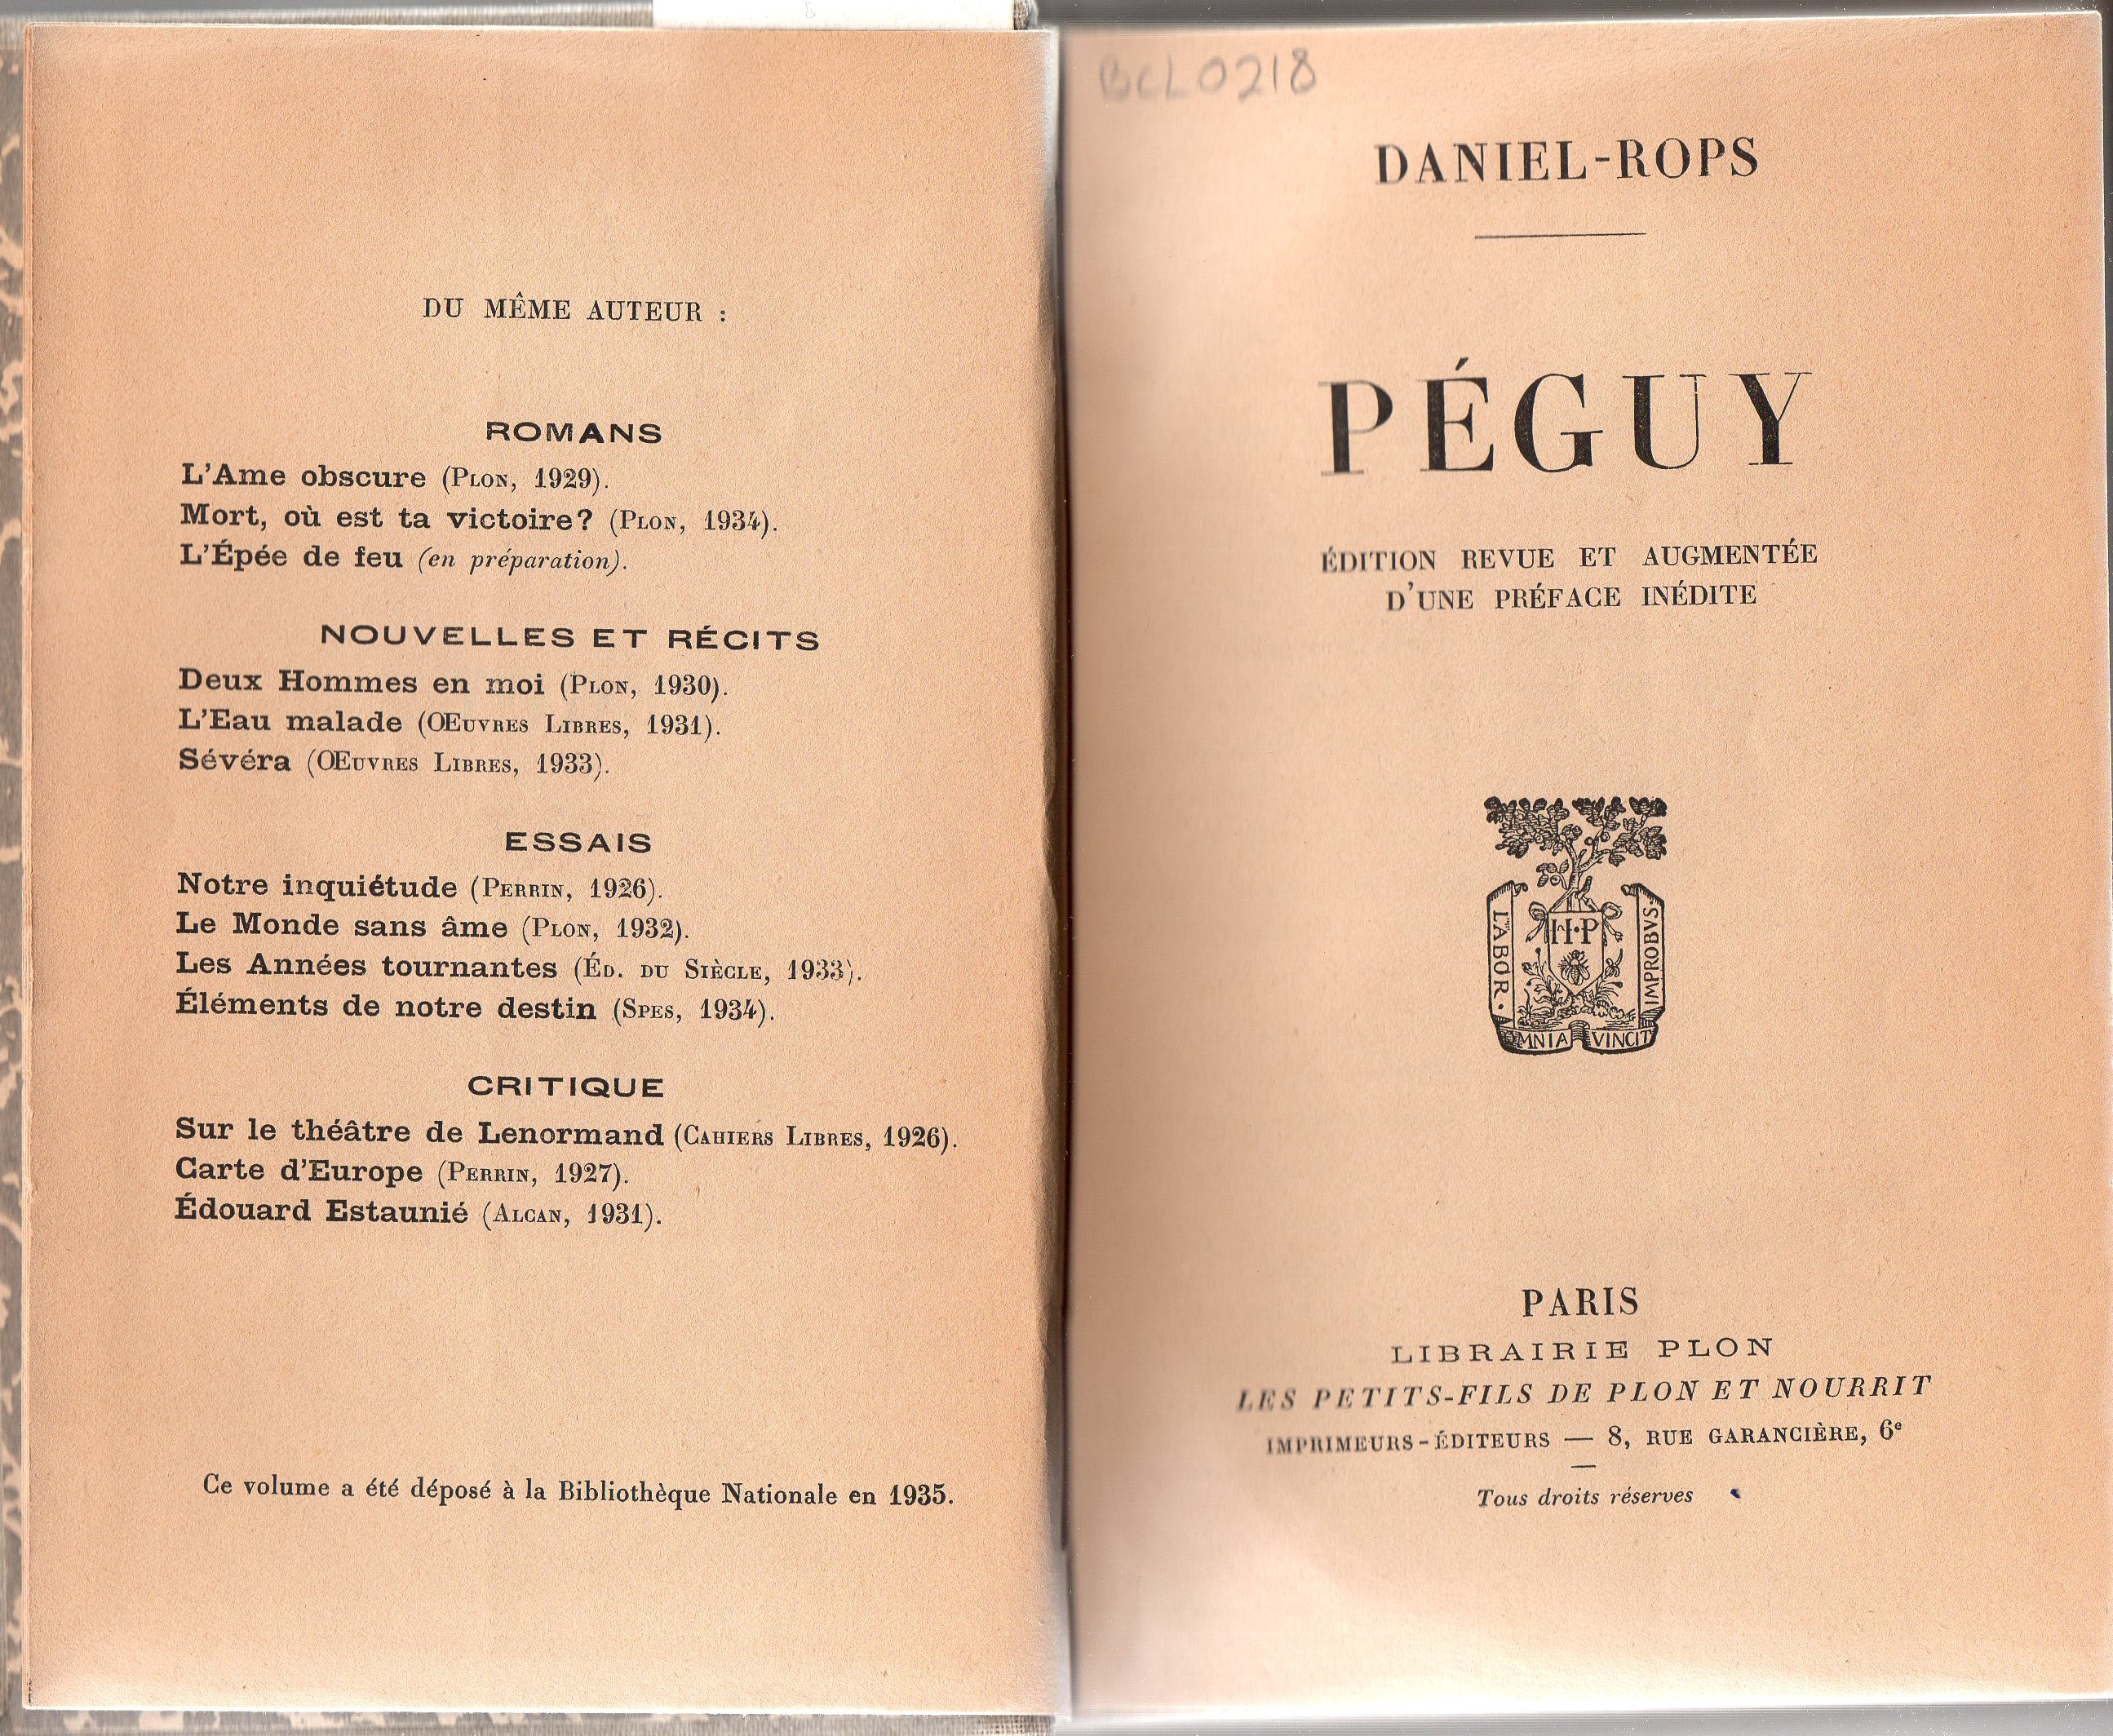 DU MÊME AUTEUR :
ROMANS
L'Ame obscure (PLON, 1929).
Mort, où est ta victoire? (PLON, 1934).
L'Épée de feu (en préparation).
NOUVELLES ET RÉCITS
Deux Hommes en moi (PLON, 1930).
L'Eau malade (ŒUVRES LIBRES, 1931).
Sévéra (ŒUVRES LIBRES, 1933).
ESSAIS
Notre inquiétude (PERRIN, 1926).
Le Monde sans âme (PLON, 1932).
Les Années tournantes (ÉD. DU SIÈCLE, 1933).
Éléments de notre destin (SPES, 1934).
CRITIQUE
Sur le théâtre de Lenormand (CAHIERS LIBRES, 1926).
Carte d'Europe (PERRIN, 1927).
Édouard Estaunié (ALCAN, 1931).
Ce volume a été déposé à la Bibliothèque Nationale en 1935.
BCL0218
DANIEL-ROPS
PÉGUY
ÉDITION REVUE ET AUGMENTÉE
D'UNE PRÉFACE INÉDITE
LABOR · IMPROBVS
H·P
OMNIA VINCIT
PARIS
LIBRAIRIE PLON
LES PETITS-FILS DE PLON ET NOURRIT
IMPRIMEURS-ÉDITEURS — 8, RUE GARANCIÈRE, 6e
Tous droits réserves